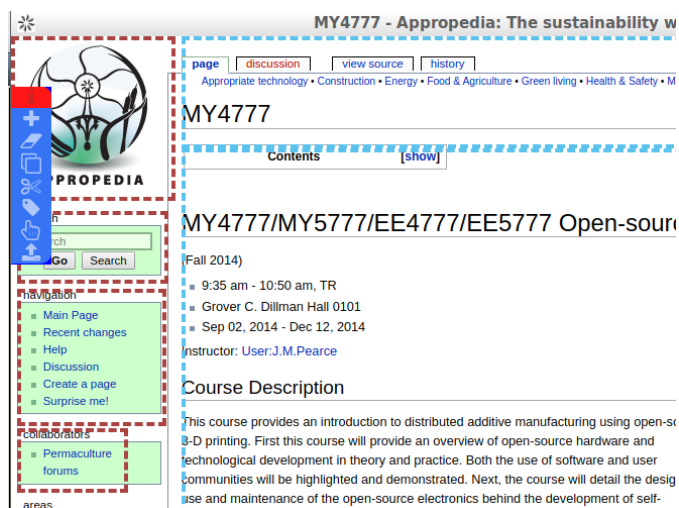 MY4777 - Appropedia: The sustainability w
page discussion view source history
Appropriate technology • Construction • Energy • Food & Agriculture • Green living • Health & Safety • M
MY4777
Contents [show]
PPROPEDIA
MY4777/MY5777/EE4777/EE5777 Open-sourc
(Fall 2014)
Go Search
9:35 am - 10:50 am, TR
Grover C. Dillman Hall 0101
Sep 02, 2014 - Dec 12, 2014
Instructor: User:J.M.Pearce
navigation
Main Page
Recent changes
Help
Discussion
Create a page
Surprise me!
collaborators
Permaculture
forums
areas
Course Description
This course provides an introduction to distributed additive manufacturing using open-so
3-D printing. First this course will provide an overview of open-source hardware and
technological development in theory and practice. Both the use of software and user
communities will be highlighted and demonstrated. Next, the course will detail the desig
use and maintenance of the open-source electronics behind the development of self-